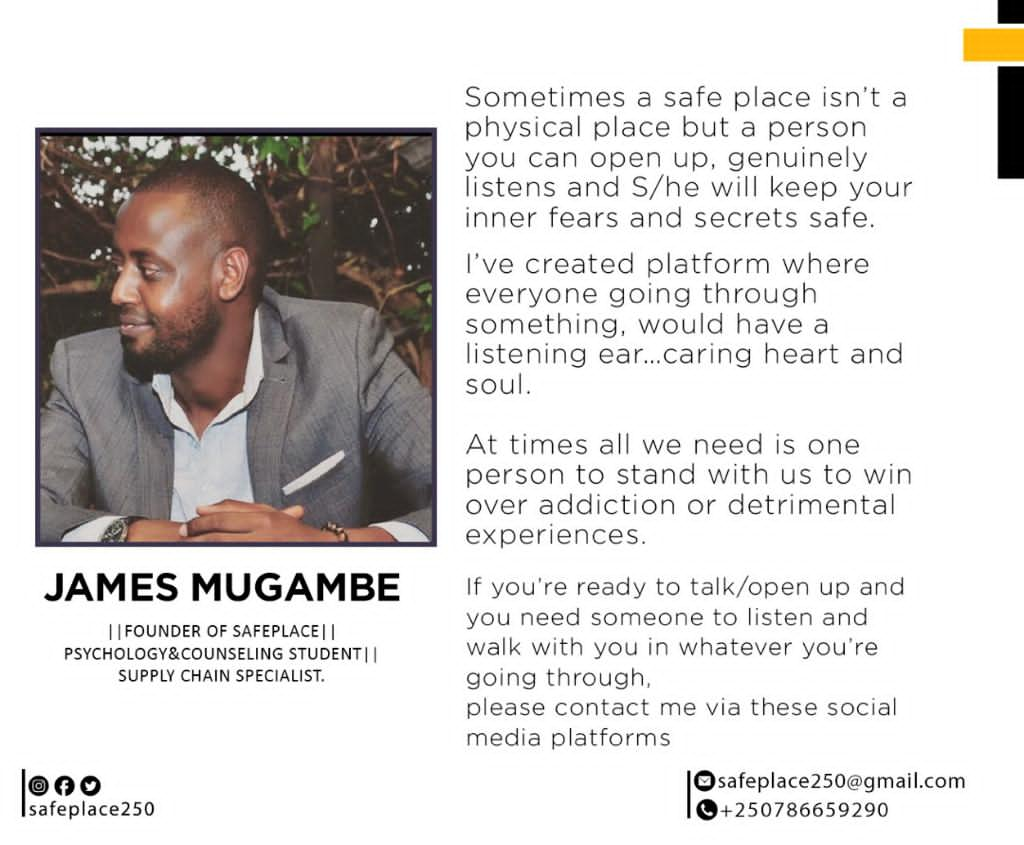 Sometimes a safe place isn't a
physical place but a person
you can open up, genuinely
listens and S/he will keep your
inner fears and secrets safe.
I've created platform where
everyone going through
something, would have a
listening ear...caring heart and
soul.
At times all we need is one
person to stand with us to win
over addiction or detrimental
experiences.
If you're ready to talk/open up and
you need someone to listen and
walk with you in whatever you're
going through,
please contact me via these social
media platforms
JAMES MUGAMBE
||FOUNDER OF SAFEPLACE||
PSYCHOLOGY&COUNSELING STUDENT||
SUPPLY CHAIN SPECIALIST.
safeplace250
safeplace250@gmail.com
+250786659290